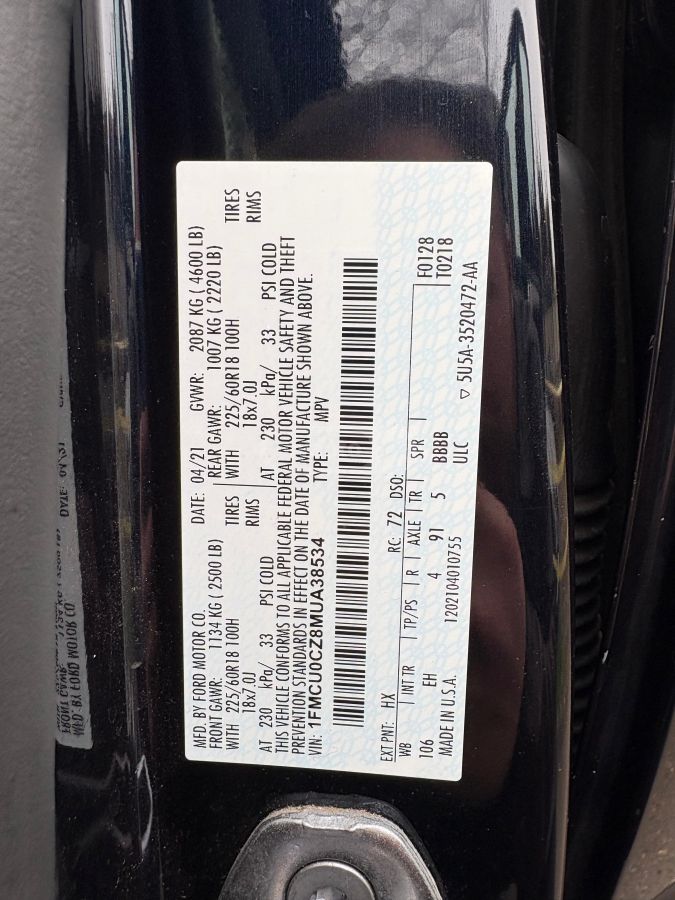 MFD. BY FORD MOTOR CO. DATE: 04/21 GVWR: 2087 KG ( 4600 LB)
FRONT GAWR: 1134 KG ( 2500 LB) REAR GAWR: 1007 KG ( 2220 LB)
WITH 225/60R18 100H TIRES WITH 225/60R18 100H TIRES
18x7.0J RIMS 18x7.0J RIMS
AT 230 kPa/ 33 PSI COLD AT 230 kPa/ 33 PSI COLD
THIS VEHICLE CONFORMS TO ALL APPLICABLE FEDERAL MOTOR VEHICLE SAFETY AND THEFT
PREVENTION STANDARDS IN EFFECT ON THE DATE OF MANUFACTURE SHOWN ABOVE.
VIN: 1FMCU0CZ8MUA38534 TYPE: MPV
EXT PNT: HX RC: 72 DSO: F0128
WB INT TR TP/PS R AXLE TR SPR T0218
106 EH 4 91 5 BBBB
MADE IN U.S.A. 1202104010755 ULC ▽ 5U5A-3520472-AA